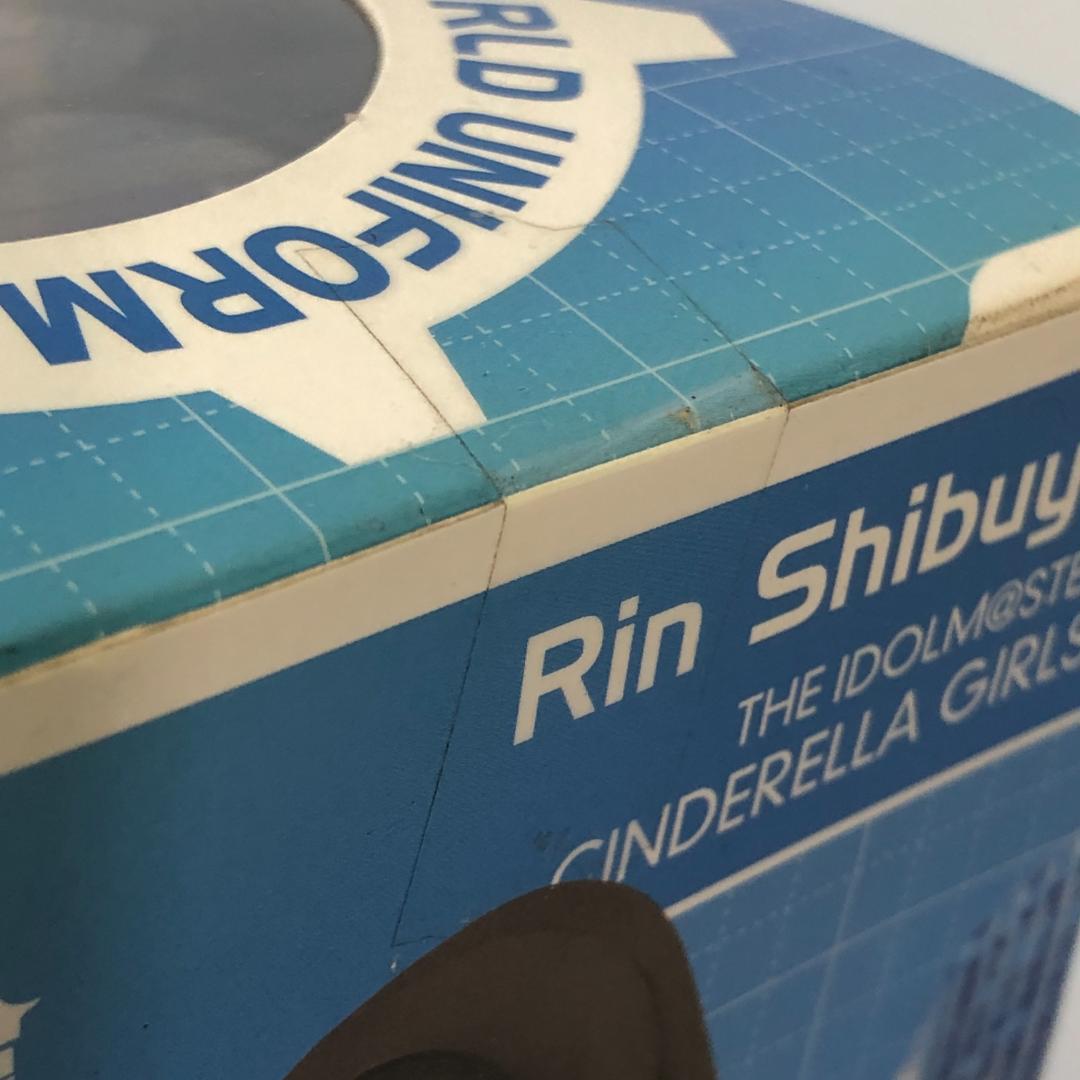 RLD UNIFORM
Rin Shibuy
THE IDOLM@STE
CINDERELLA GIRLS